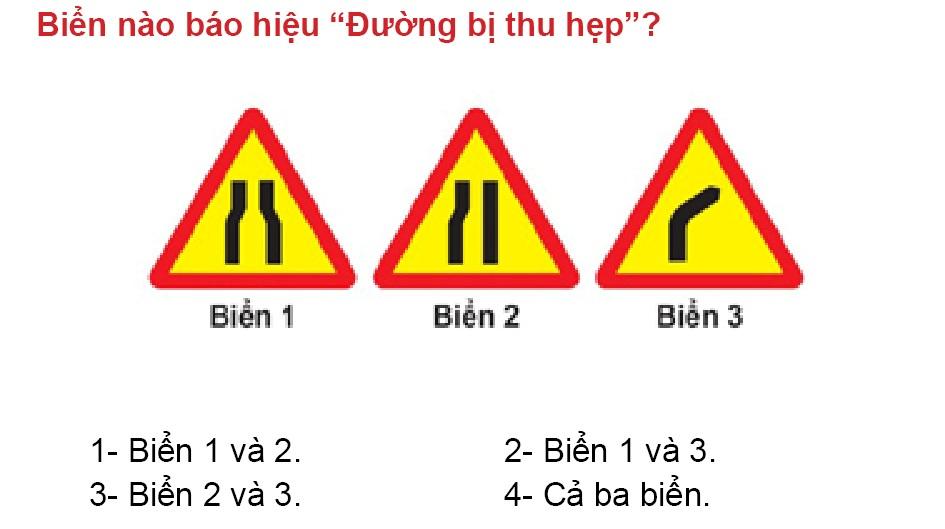 Biển nào báo hiệu “Đường bị thu hẹp”?
Biển 1 Biển 2 Biển 3
1- Biển 1 và 2. 2- Biển 1 và 3.
3- Biển 2 và 3. 4- Cả ba biển.